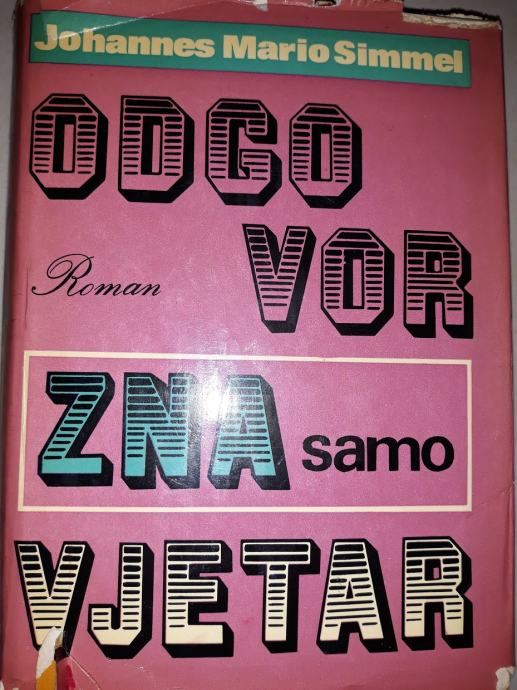 Johannes Mario Simmel
ODGO
VOR
Roman
ZNA samo
VJETAR